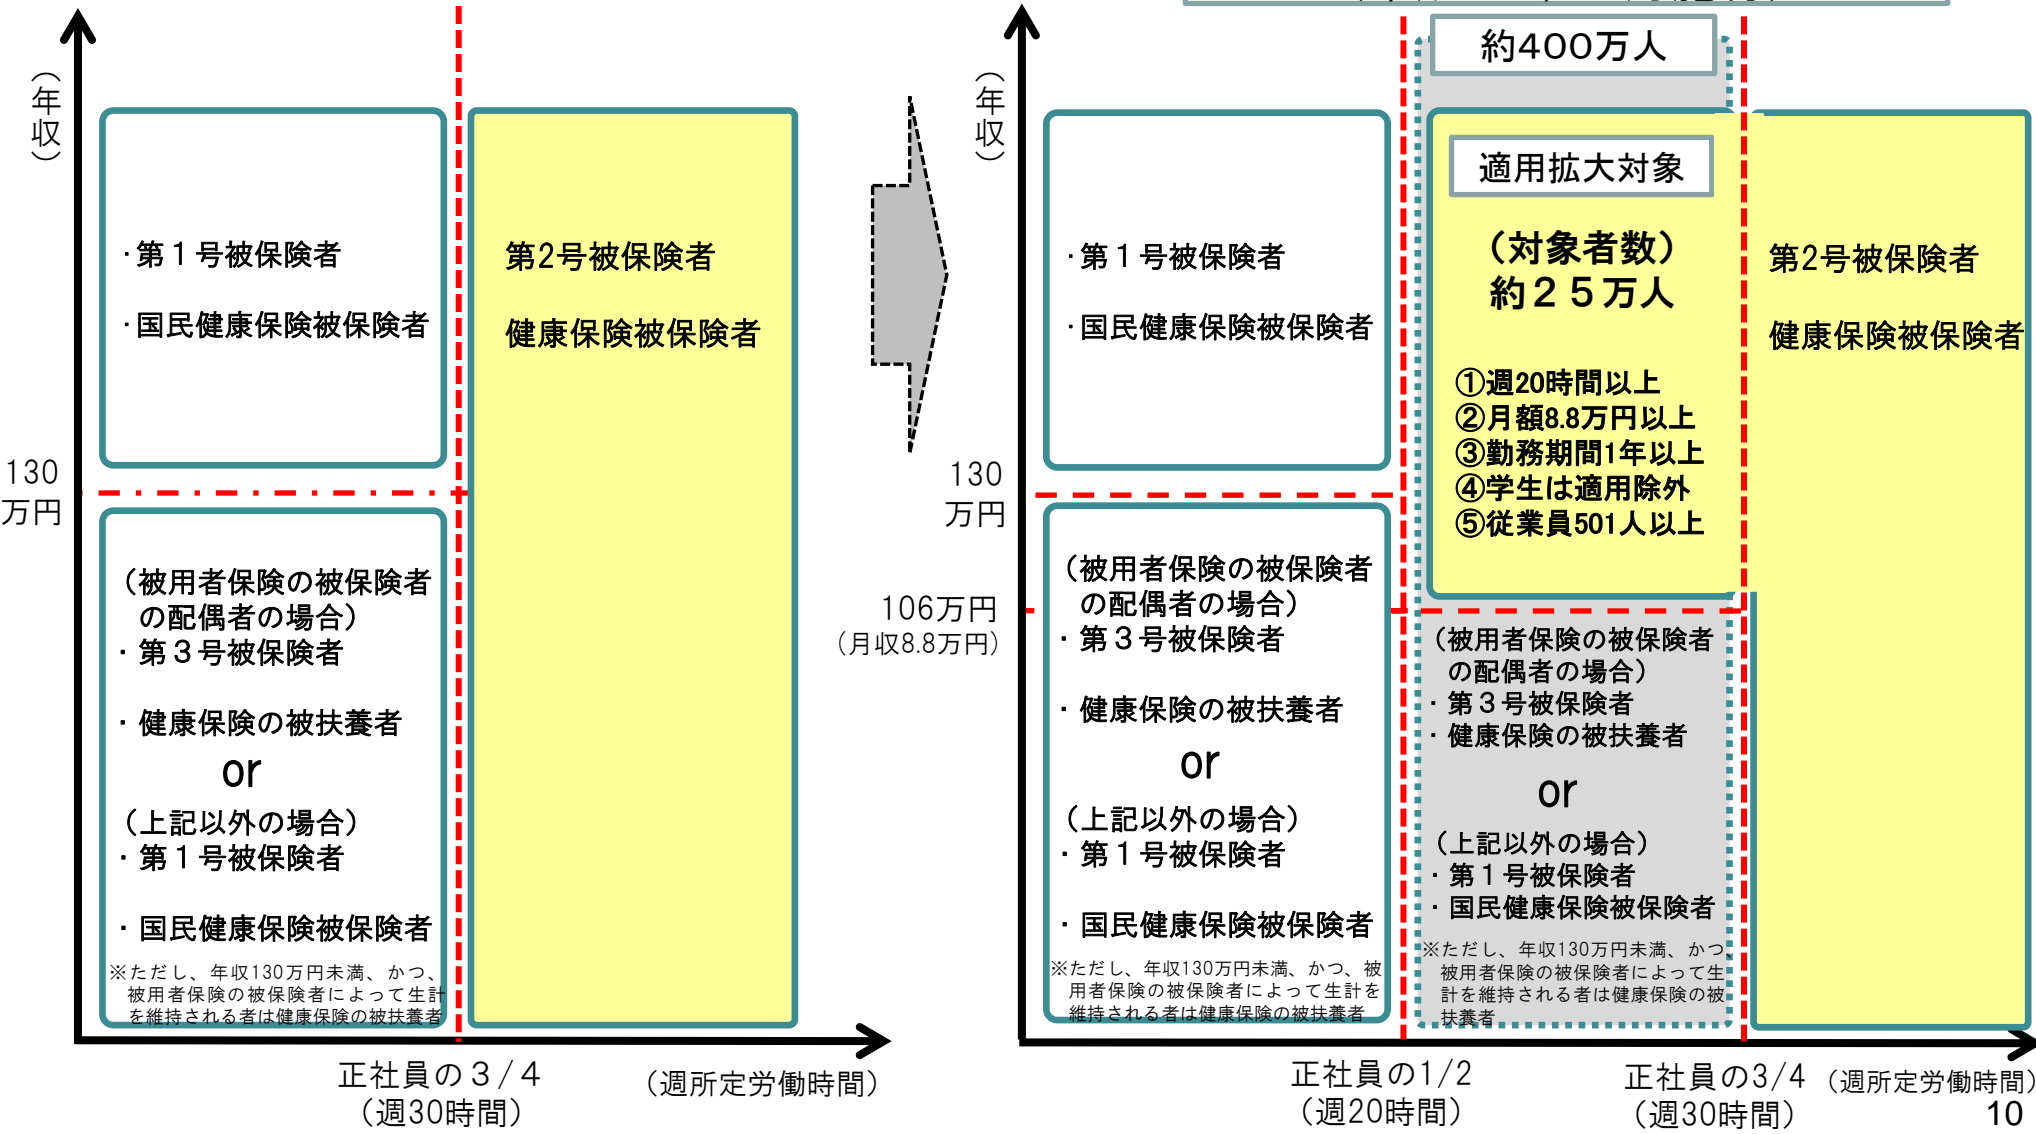 （年収）
・第１号被保険者
・国民健康保険被保険者
第2号被保険者
健康保険被保険者
130
万円
（被用者保険の被保険者
の配偶者の場合）
・第３号被保険者
・健康保険の被扶養者
or
（上記以外の場合）
・第１号被保険者
・国民健康保険被保険者
※ただし、年収130万円未満、かつ、
被用者保険の被保険者によって生計
を維持される者は健康保険の被扶養者
正社員の３/４
（週30時間）
（週所定労働時間）
約400万人
（年収）
・第１号被保険者
・国民健康保険被保険者
適用拡大対象
（対象者数）
約２５万人
①週20時間以上
②月額8.8万円以上
③勤務期間1年以上
④学生は適用除外
⑤従業員501人以上
第2号被保険者
健康保険被保険者
130
万円
106万円
（月収8.8万円）
（被用者保険の被保険者
の配偶者の場合）
・第３号被保険者
・健康保険の被扶養者
or
（上記以外の場合）
・第１号被保険者
・国民健康保険被保険者
※ただし、年収130万円未満、かつ、被
用者保険の被保険者によって生計を
維持される者は健康保険の被扶養者
（被用者保険の被保険者
の配偶者の場合）
・第３号被保険者
・健康保険の被扶養者
or
（上記以外の場合）
・第１号被保険者
・国民健康保険被保険者
※ただし、年収130万円未満、かつ、
被用者保険の被保険者によって生
計を維持される者は健康保険の被
扶養者
正社員の1/2
（週20時間）
正社員の3/4
（週30時間）
（週所定労働時間）
10